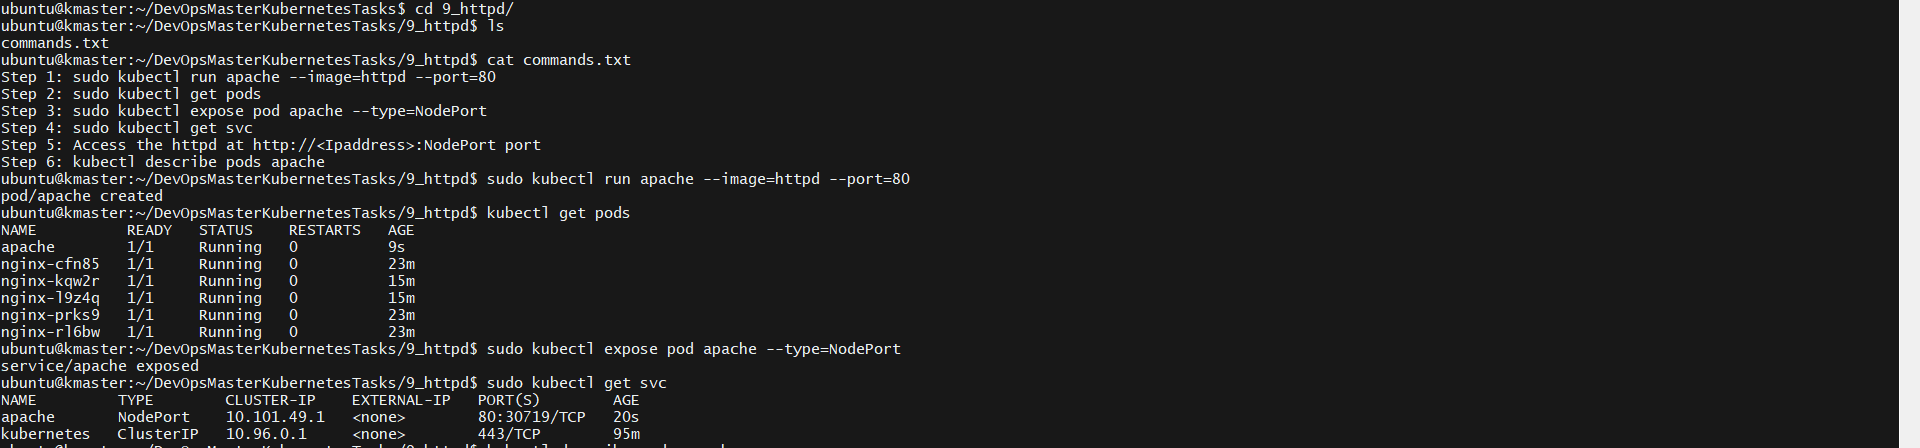 ubuntu@kmaster:~/DevOpsMasterKubernetesTasks$ cd 9_httpd/
ubuntu@kmaster:~/DevOpsMasterKubernetesTasks/9_httpd$ ls
commands.txt
ubuntu@kmaster:~/DevOpsMasterKubernetesTasks/9_httpd$ cat commands.txt
Step 1: sudo kubectl run apache --image=httpd --port=80
Step 2: sudo kubectl get pods
Step 3: sudo kubectl expose pod apache --type=NodePort
Step 4: sudo kubectl get svc
Step 5: Access the httpd at http://<Ipaddress>:NodePort port
Step 6: kubectl describe pods apache
ubuntu@kmaster:~/DevOpsMasterKubernetesTasks/9_httpd$ sudo kubectl run apache --image=httpd --port=80
pod/apache created
ubuntu@kmaster:~/DevOpsMasterKubernetesTasks/9_httpd$ kubectl get pods
NAME          READY   STATUS    RESTARTS   AGE
apache        1/1     Running   0          9s
nginx-cfn85   1/1     Running   0          23m
nginx-kqw2r   1/1     Running   0          15m
nginx-l9z4q   1/1     Running   0          15m
nginx-prks9   1/1     Running   0          23m
nginx-rl6bw   1/1     Running   0          23m
ubuntu@kmaster:~/DevOpsMasterKubernetesTasks/9_httpd$ sudo kubectl expose pod apache --type=NodePort
service/apache exposed
ubuntu@kmaster:~/DevOpsMasterKubernetesTasks/9_httpd$ sudo kubectl get svc
NAME         TYPE        CLUSTER-IP    EXTERNAL-IP   PORT(S)        AGE
apache       NodePort    10.101.49.1   <none>        80:30719/TCP   20s
kubernetes   ClusterIP   10.96.0.1     <none>        443/TCP        95m